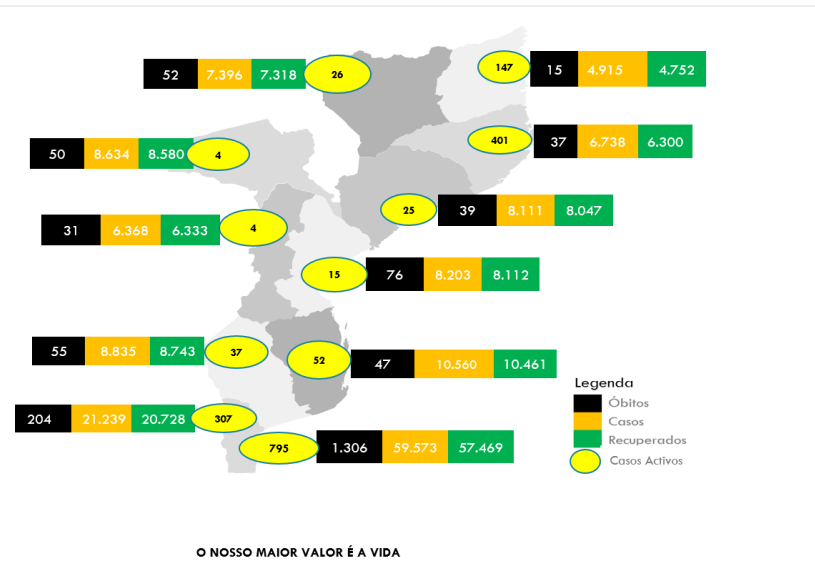 52 7.396 7.318 26
147 15 4.915 4.752
401 37 6.738 6.300
50 8.634 8.580 4
25 39 8.111 8.047
31 6.368 6.333 4
15 76 8.203 8.112
55 8.835 8.743 37
52 47 10.560 10.461
204 21.239 20.728 307
795 1.306 59.573 57.469
Legenda
Óbitos
Casos
Recuperados
Casos Activos
O NOSSO MAIOR VALOR É A VIDA